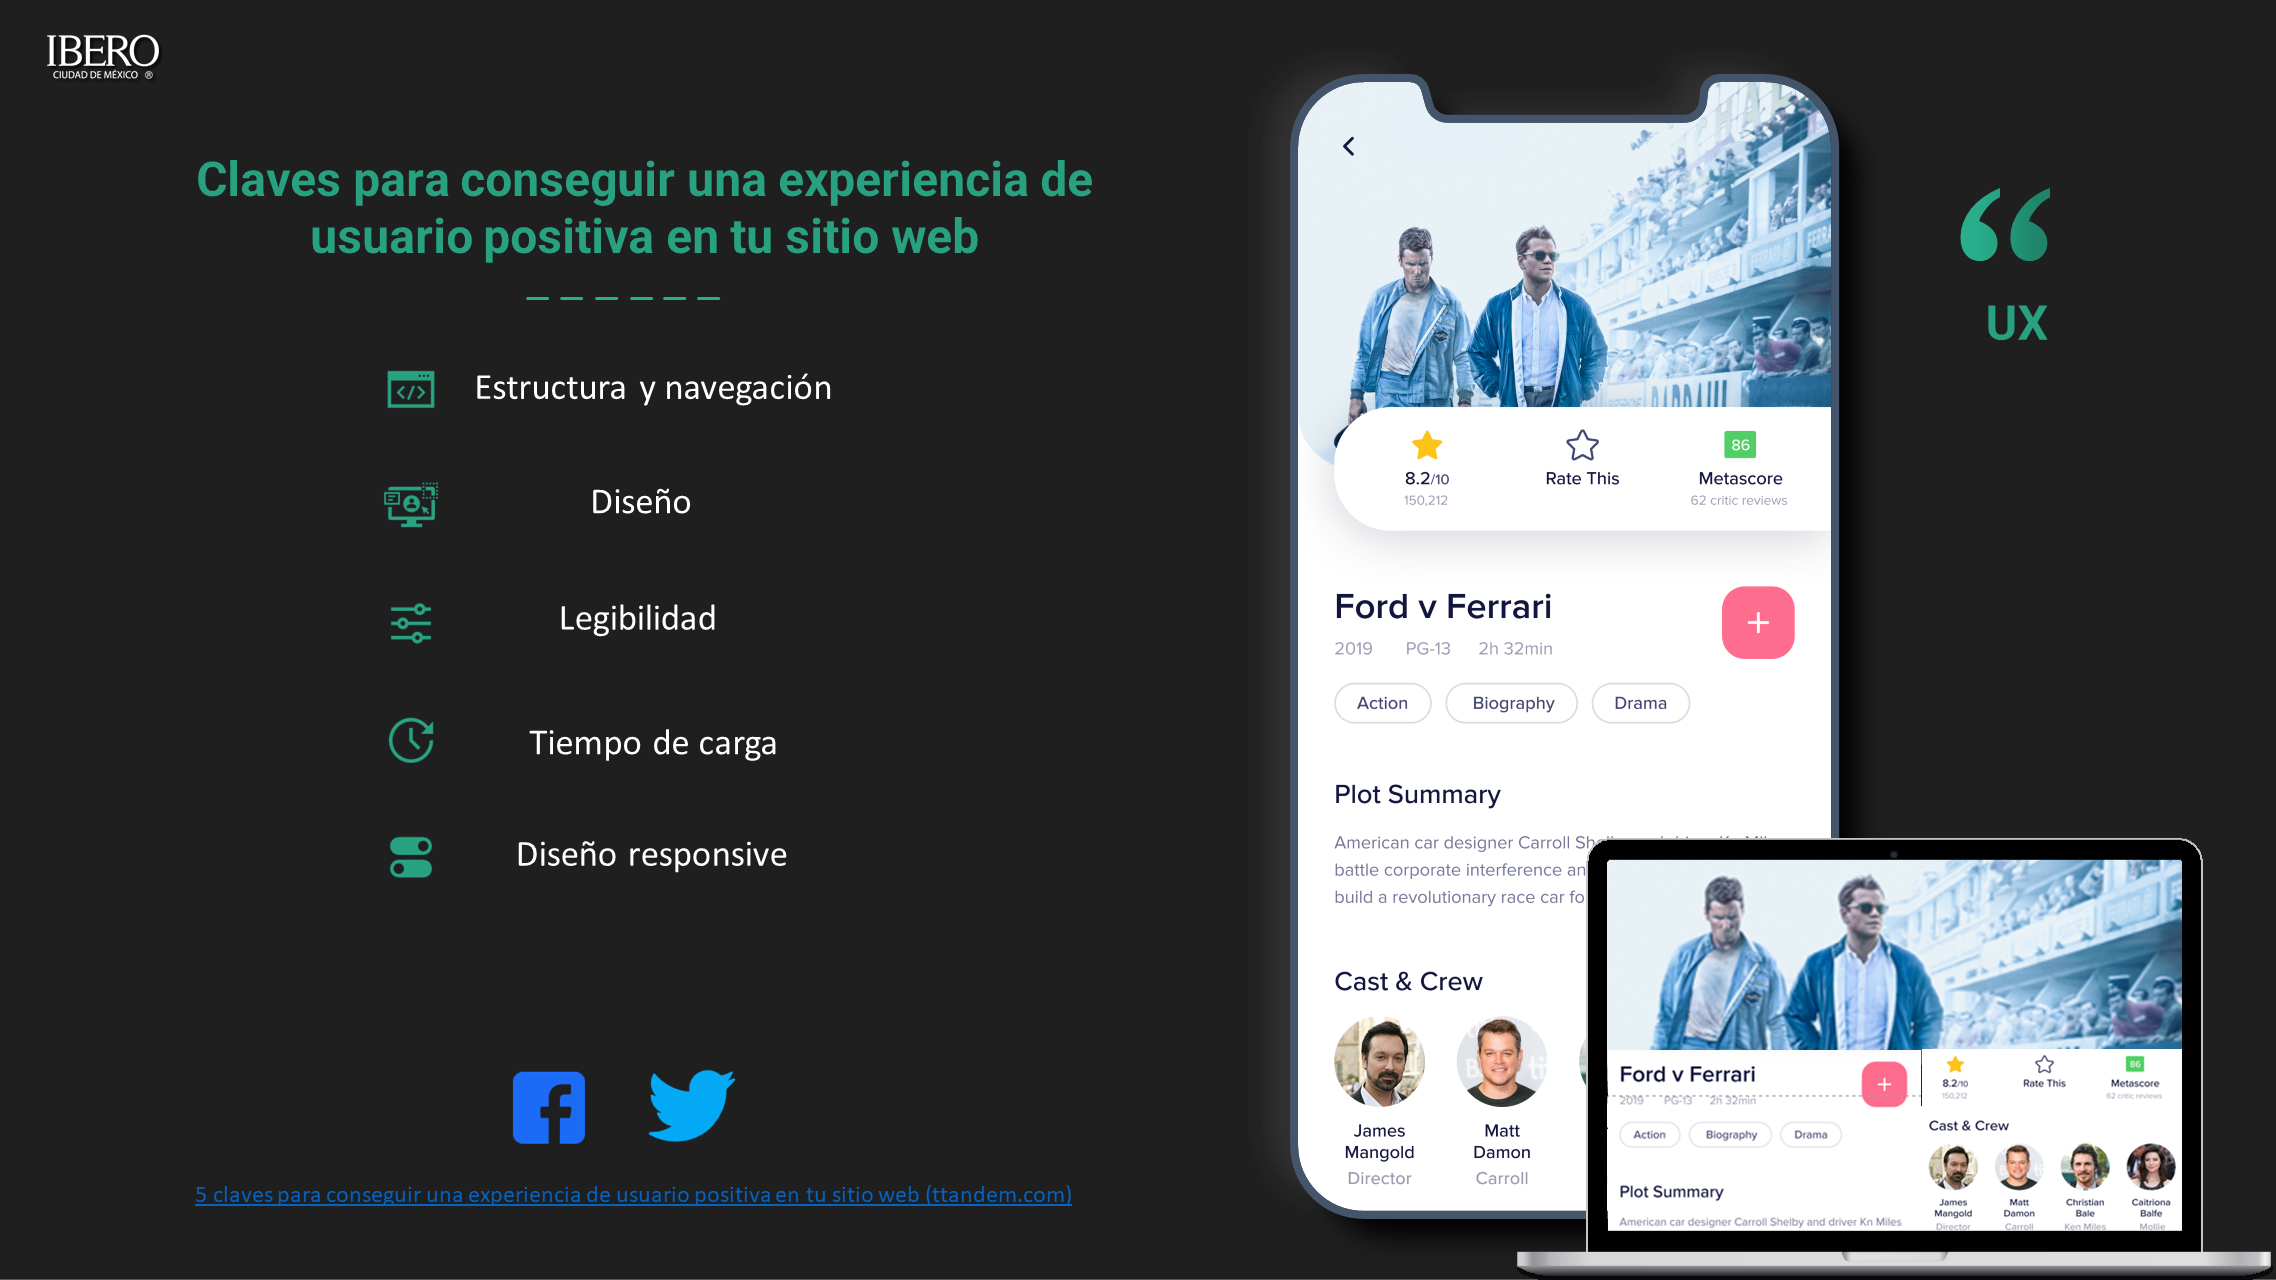 IBERO
CIUDAD DE MÉXICO ®
Claves para conseguir una experiencia de
usuario positiva en tu sitio web
Estructura y navegación
Diseño
Legibilidad
Tiempo de carga
Diseño responsive
5 claves para conseguir una experiencia de usuario positiva en tu sitio web (ttandem.com)
“
UX
8.2/10
150,212
Rate This
86
Metascore
62 critic reviews
Ford v Ferrari
2019 PG-13 2h 32min
Action Biography Drama
Plot Summary
American car designer Carroll
battle corporate interference
build a revolutionary race car
Cast & Crew
James
Mangold
Director
Matt
Damon
Carroll
Ford v Ferrari
2019 PG-13 2h 32min
Action Biography Drama
Plot Summary
American car designer Carroll Shelby and driver Kn Miles
8.2/10
150,212
Rate This
86
Metascore
62 critic reviews
Cast & Crew
James
Mangold
Director
Matt
Damon
Carroll
Christian
Bale
Ken Miles
Caitriona
Balfe
Mollie